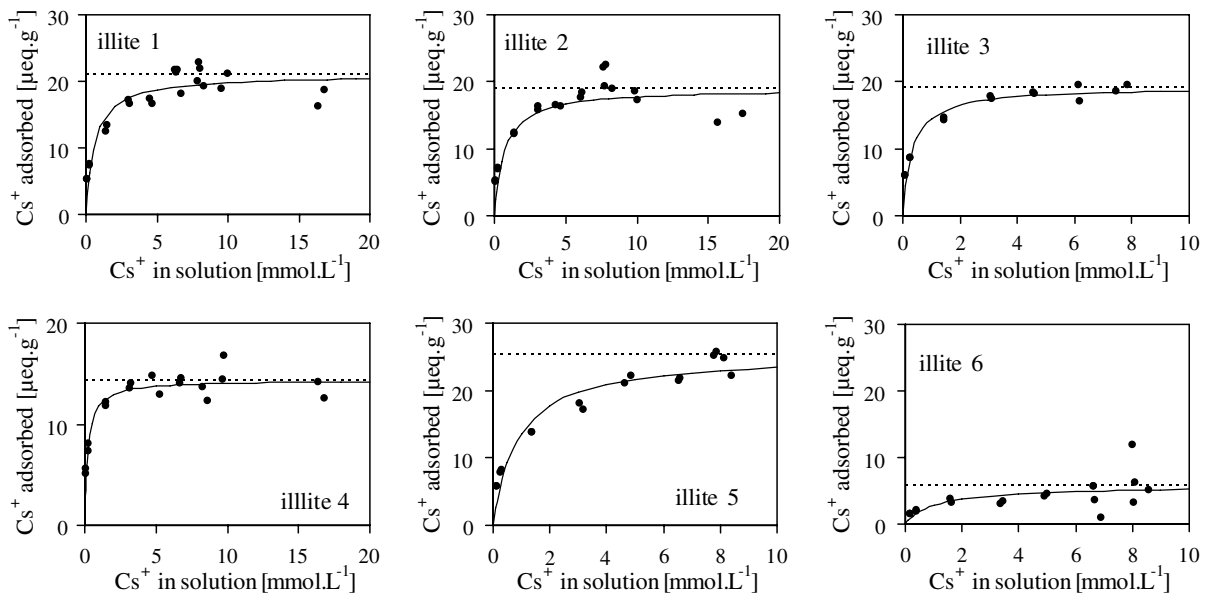 Cs+ adsorbed [µeq.g-1]
30
20
10
0
illite 1
0 5 10 15 20
Cs+ in solution [mmol.L-1]
Cs+ adsorbed [µeq.g-1]
30
20
10
0
illite 2
0 5 10 15 20
Cs+ in solution [mmol.L-1]
Cs+ adsorbed [µeq.g-1]
30
20
10
0
illite 3
0 2 4 6 8 10
Cs+ in solution [mmol.L-1]
Cs+ adsorbed [µeq.g-1]
20
10
0
illlite 4
0 5 10 15 20
Cs+ in solution [mmol.L-1]
Cs+ adsorbed [µeq.g-1]
30
20
10
0
illite 5
0 2 4 6 8 10
Cs+ in solution [mmol.L-1]
Cs+ adsorbed [µeq.g-1]
30
20
10
0
illite 6
0 2 4 6 8 10
Cs+ in solution [mmol.L-1]